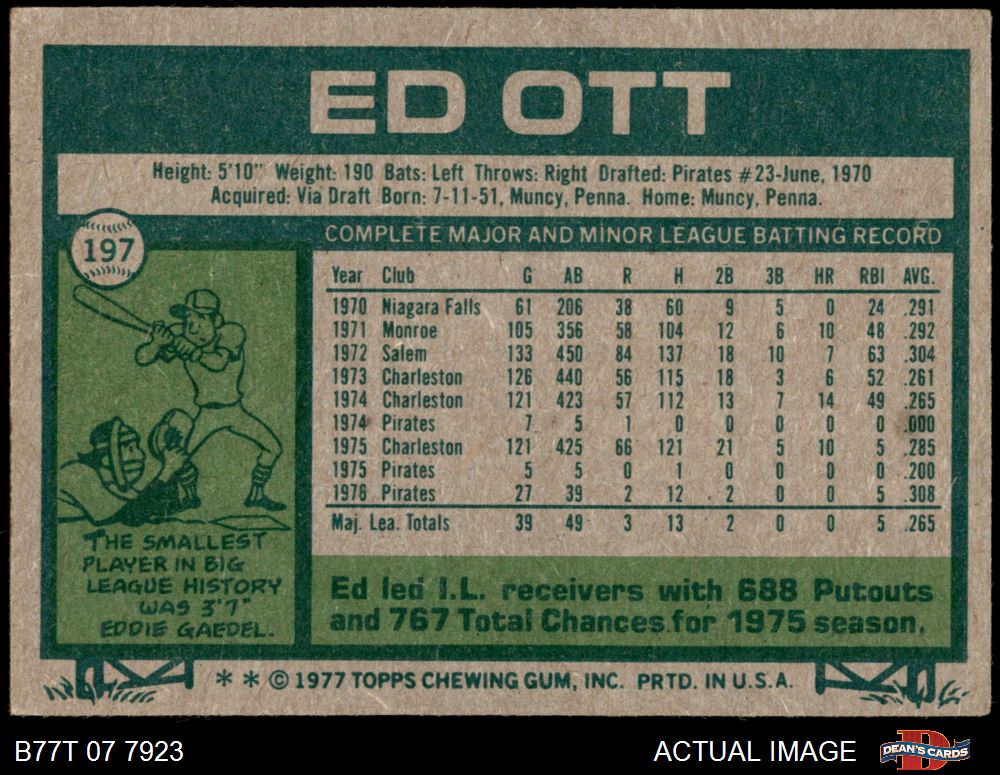 ED OTT
Height: 5'10" Weight: 190 Bats: Left Throws: Right Drafted: Pirates #23-June, 1970
Acquired: Via Draft Born: 7-11-51, Muncy, Penna. Home: Muncy, Penna.
197
COMPLETE MAJOR AND MINOR LEAGUE BATTING RECORD
Year Club G AB R H 2B 3B HR RBI AVG.
1970 Niagara Falls 61 206 38 60 9 5 0 24 .291
1971 Monroe 105 356 58 104 12 6 10 48 .292
1972 Salem 133 450 84 137 18 10 7 63 .304
1973 Charleston 126 440 56 115 18 3 6 52 .261
1974 Charleston 121 423 57 112 13 7 14 49 .265
1974 Pirates 7 5 1 0 0 0 0 0 .000
1975 Charleston 121 425 66 121 21 5 10 5 .285
1975 Pirates 5 5 0 1 0 0 0 0 .200
1976 Pirates 27 39 2 12 2 0 0 5 .308
Maj. Lea. Totals 39 49 3 13 2 0 0 5 .265
THE SMALLEST
PLAYER IN BIG
LEAGUE HISTORY
WAS 3'7"
EDDIE GAEDEL.
Ed led I.L. receivers with 688 Putouts
and 767 Total Chances for 1975 season.
* * © 1977 TOPPS CHEWING GUM, INC. PRTD. IN U.S.A.
B77T 07 7923
ACTUAL IMAGE
DEAN'S CARDS